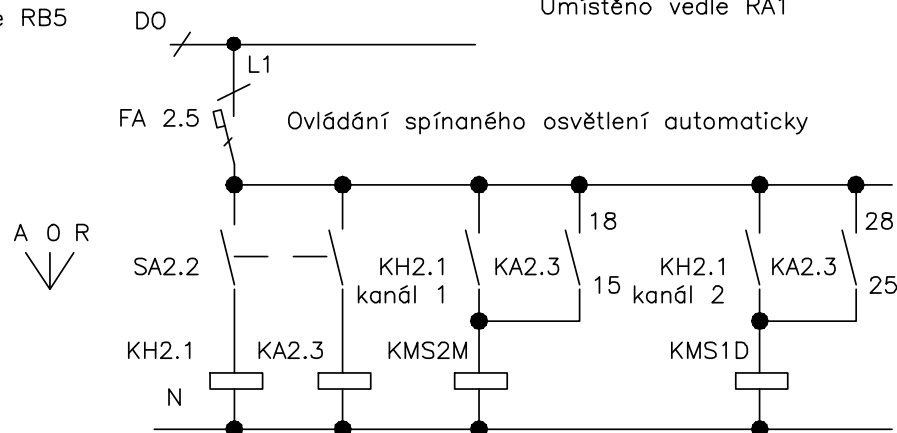 e RB5
DO
Umístěno vedle RA1
L1
FA 2.5
Ovládání spínaného osvětlení automaticky
A O R
SA2.2
KH2.1
kanál 1
KA2.3
18
15
KH2.1
kanál 2
KA2.3
28
25
KH2.1
KA2.3
KMS2M
KMS1D
N